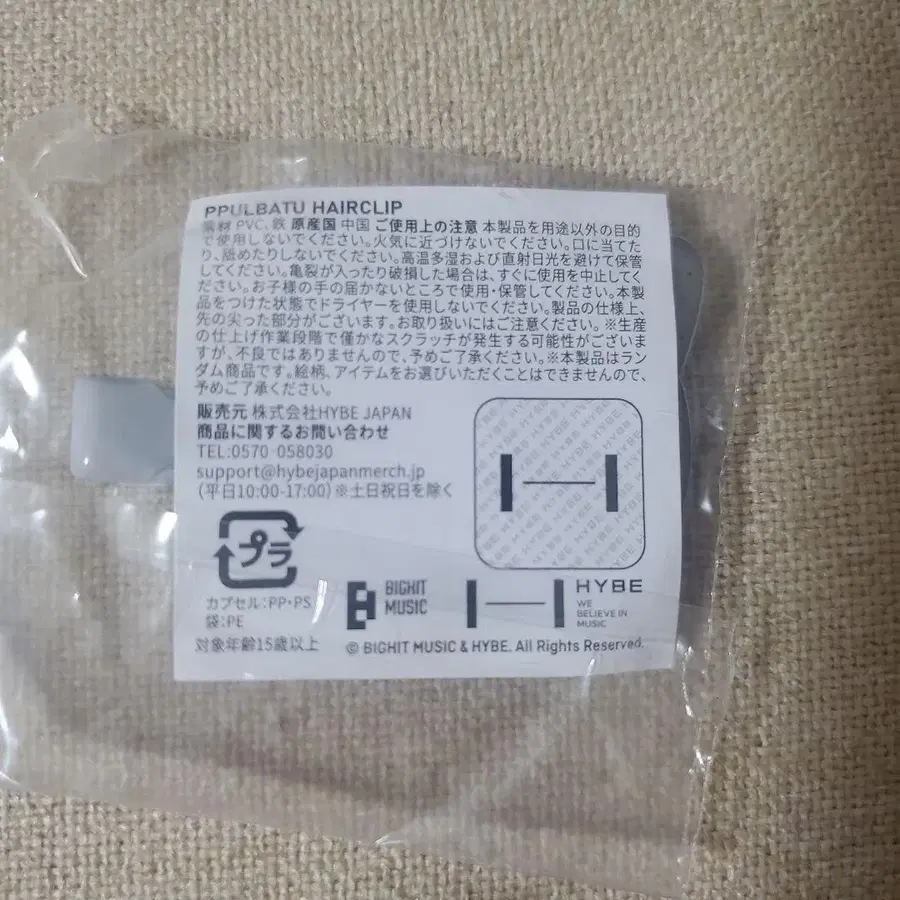 PPULBATU HAIRCLIP
素材 PVC、鉄 原産国 中国 ご使用上の注意 本製品を用途以外の目的
で使用しないでください。火気に近づけないでください。口に当てた
り、舐めたりしないでください。高温多湿および直射日光を避けて保管
してください。亀裂が入ったり破損した場合は、すぐに使用を中止してく
ださい。お子様の手の届かないところで使用・保管してください。本製
品をつけた状態でドライヤーを使用しないでください。製品の仕様上、
先の尖った部分がございます。お取り扱いにはご注意ください。※生産
の仕上げ作業段階で僅かなスクラッチが発生する可能性がございま
すが、不良ではありませんので、予めご了承ください。※本製品はラン
ダム商品です。絵柄、アイテムをお選びいただくことはできませんので、
予めご了承ください。
販売元 株式会社HYBE JAPAN
商品に関するお問い合わせ
TEL:0570-058030
support@hybejapanmerch.jp
(平日10:00-17:00)※土日祝日を除く
プラ
カプセル:PP・PS
袋:PE
対象年齢15歳以上
BIGHIT
MUSIC
HYBE
WE
BELIEVE IN
MUSIC
© BIGHIT MUSIC & HYBE. All Rights Reserved.